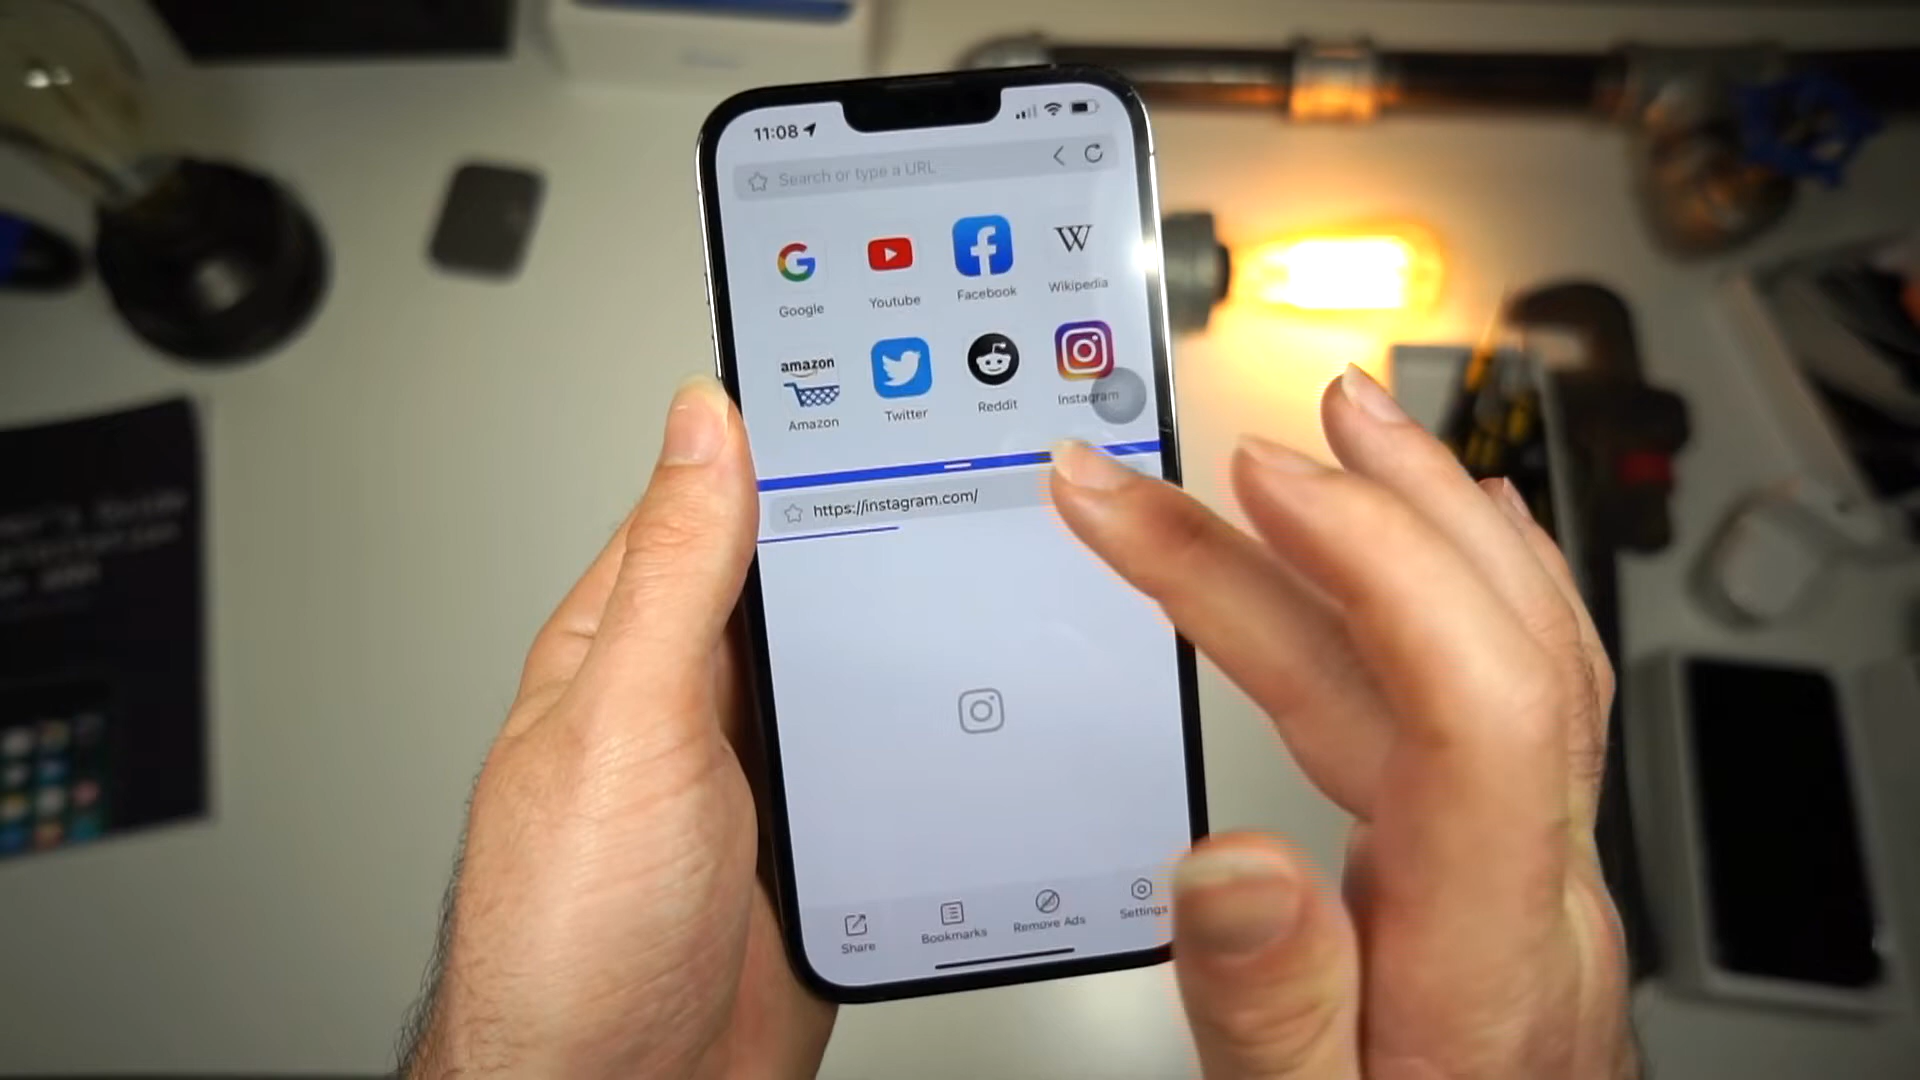 11:08
Search or type a URL
Google
Youtube
Facebook
W
Wikipedia
amazon
Amazon
Twitter
Reddit
Instagram
https://instagram.com/
Share
Bookmarks
Remove Ads
Settings